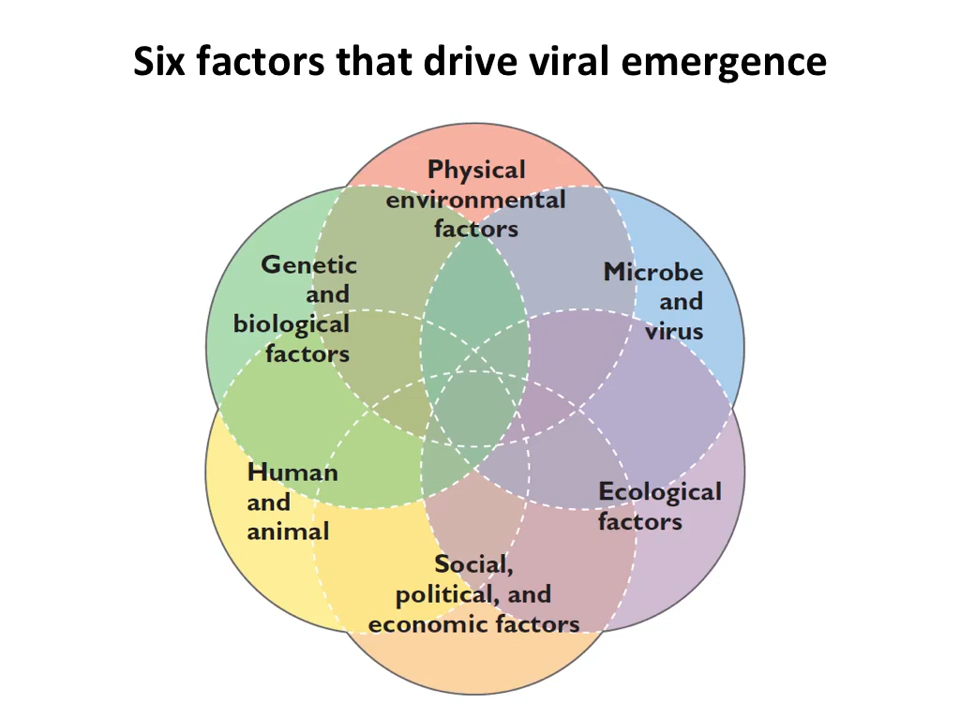 Six factors that drive viral emergence
Physical
environmental
factors
Genetic
and
biological
factors
Microbe
and
virus
Human
and
animal
Ecological
factors
Social,
political, and
economic factors